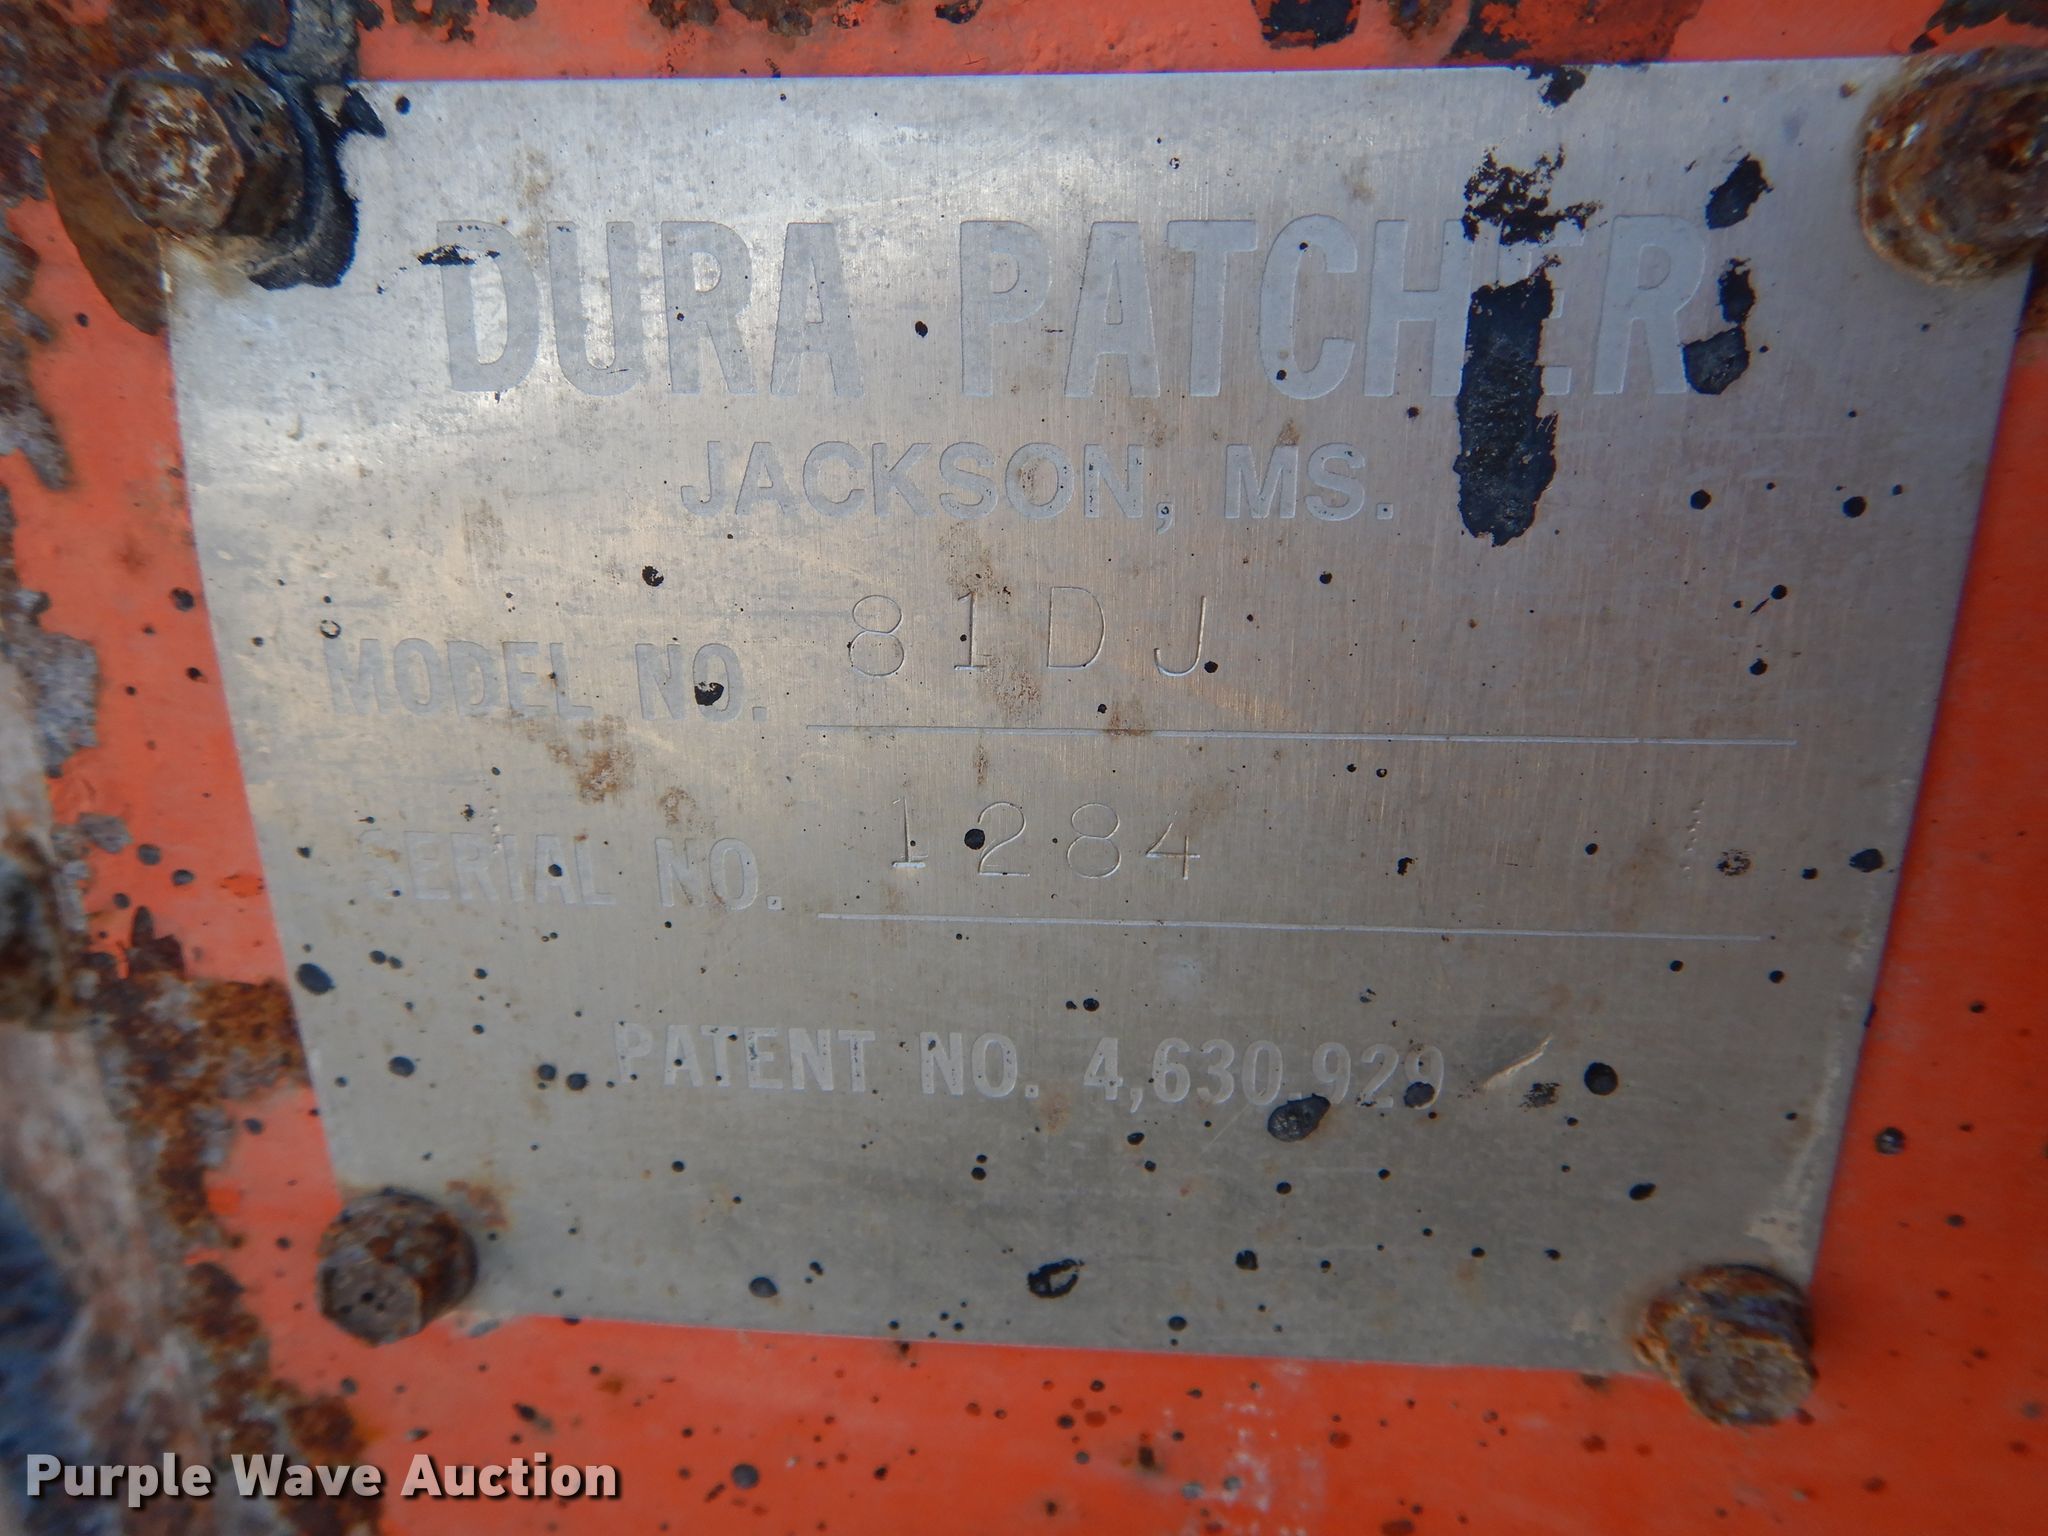 DURA PATCHER
JACKSON, MS.
MODEL NO. 81DJ
SERIAL NO. 1284
PATENT NO. 4,630,929
Purple Wave Auction